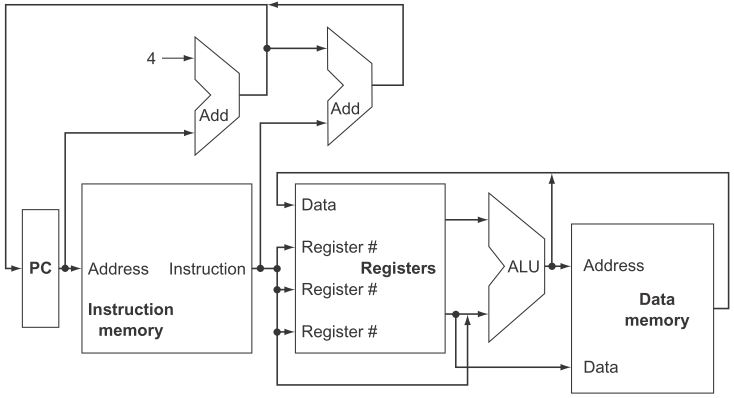 4
Add
Add
Data
Register #
Register #
Register #
Registers
PC
Address
Instruction
Instruction
memory
ALU
Address
Data
memory
Data